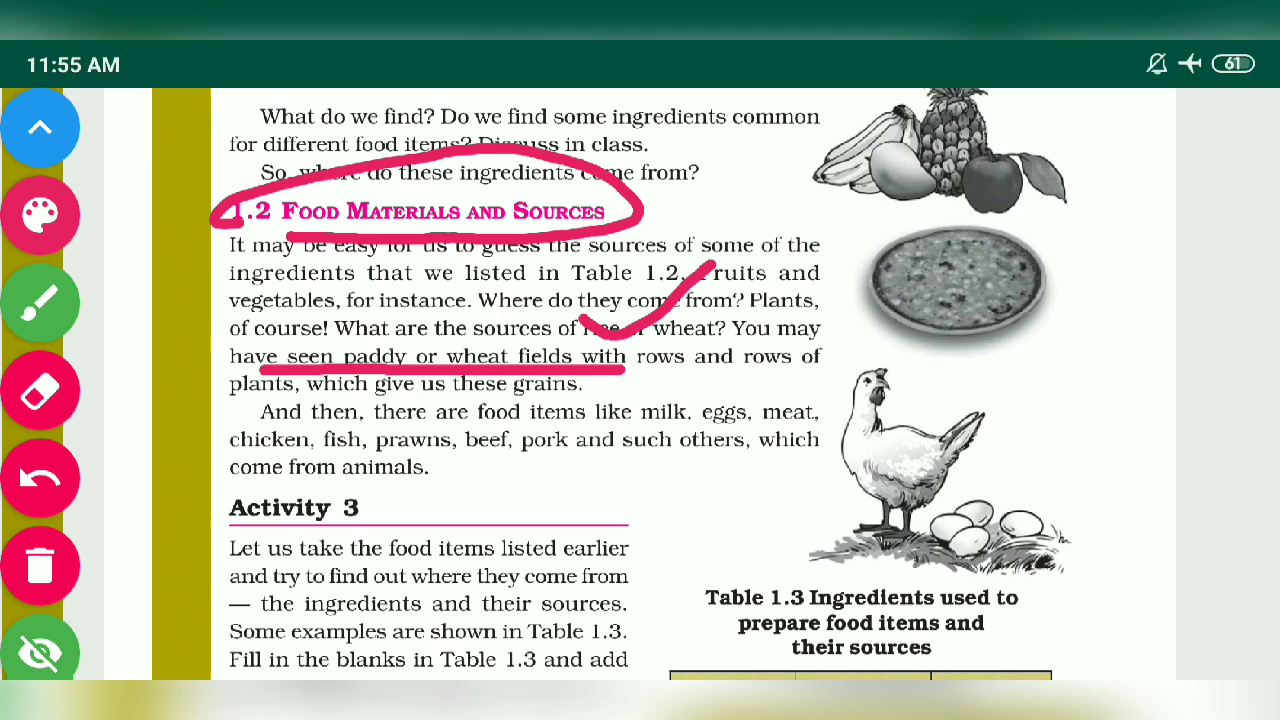 11:55 AM
61
What do we find? Do we find some ingredients common
for different food items? Discuss in class.
So, where do these ingredients come from?
1.2 FOOD MATERIALS AND SOURCES
It may be easy for us to guess the sources of some of the
ingredients that we listed in Table 1.2. Fruits and
vegetables, for instance. Where do they come from? Plants,
of course! What are the sources of rice or wheat? You may
have seen paddy or wheat fields with rows and rows of
plants, which give us these grains.
And then, there are food items like milk, eggs, meat,
chicken, fish, prawns, beef, pork and such others, which
come from animals.
Activity 3
Let us take the food items listed earlier
and try to find out where they come from
— the ingredients and their sources.
Some examples are shown in Table 1.3.
Fill in the blanks in Table 1.3 and add
Table 1.3 Ingredients used to
prepare food items and
their sources